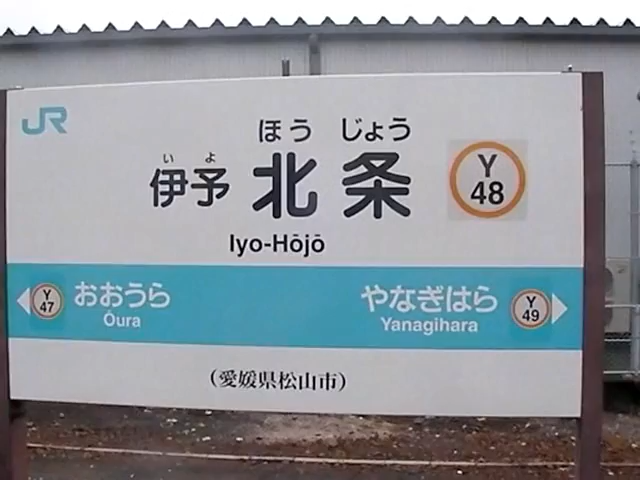 JR
いよ ほうじょう
伊予 北条
Y
48
Iyo-Hōjō
Y
47
おおうら
Ōura
やなぎはら
Yanagihara
Y
49
(愛媛県松山市)